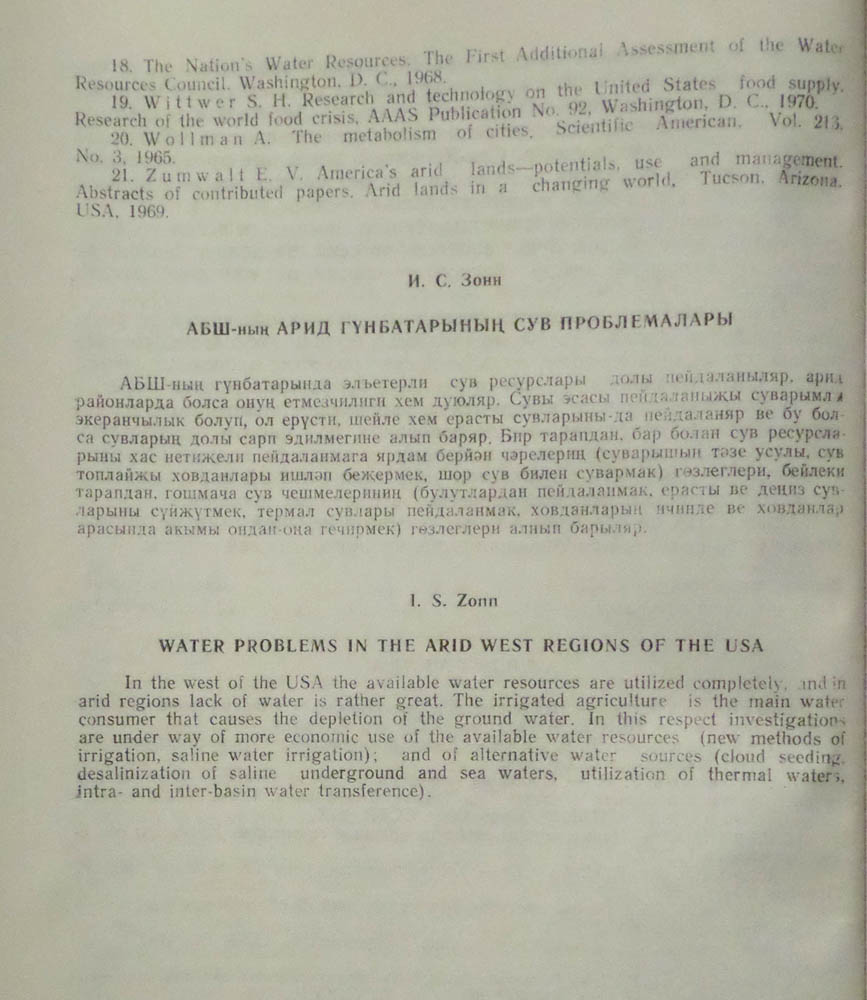 18. The Nation's Water Resources. The First Additional Assessment of the Water
Resources Council. Washington, D. C., 1968.
19. Wittwer S. H. Research and technology on the United States food supply.
Research of the world food crisis, AAAS Publication No. 92, Washington, D. C., 1970.
20. Wollman A. The metabolism of cities. Scientific American. Vol. 213,
No. 3, 1965.
21. Zumwalt E. V. America's arid lands—potentials, use and management.
Abstracts of contributed papers. Arid lands in a changing world, Tucson. Arizona.
USA, 1969.
И. С. Зонн
АБШ-ның АРИД ГҮНБАТАРЫНЫҢ СУВ ПРОБЛЕМАЛАРЫ
АБШ-ның гүнбатарында эльетерли сув ресурслары долы пейдаланыляр, арид
районларда болса онуң етмезчилиги хем дуюляр. Сувы эсасы пейдаланыжы суварымлы
экеранчылык болуп, ол ерүсти, шейле хем ерасты сувларыны-да пейдаланяр ве бу бол-
са сувларың долы сарп эдилмегине алып баряр. Бир тарапдан, бар болан сув ресурсла-
рыны хас нетижели пейдаланмага ярдам берйән чәрелериң (суварышың тәзе усулы, сув
топлайжы ховданлары ишләп бежермек, шор сув билен сувармак) гөзлеглери, бейлеки
тарапдан, гошмача сув чешмелериниң (булутлардан пейдаланмак, ерасты ве деңиз сув-
ларыны сүйжүтмек, термал сувлары пейдаланмак, ховданларың ичинде ве ховданлар
арасында акымы ондан-оңа гечирмек) гөзлеглери алнып барыляр.
I. S. Zonn
WATER PROBLEMS IN THE ARID WEST REGIONS OF THE USA
In the west of the USA the available water resources are utilized completely, and in
arid regions lack of water is rather great. The irrigated agriculture is the main water
consumer that causes the depletion of the ground water. In this respect investigations
are under way of more economic use of the available water resources (new methods of
irrigation, saline water irrigation); and of alternative water sources (cloud seeding,
desalinization of saline underground and sea waters, utilization of thermal waters,
intra- and inter-basin water transference).